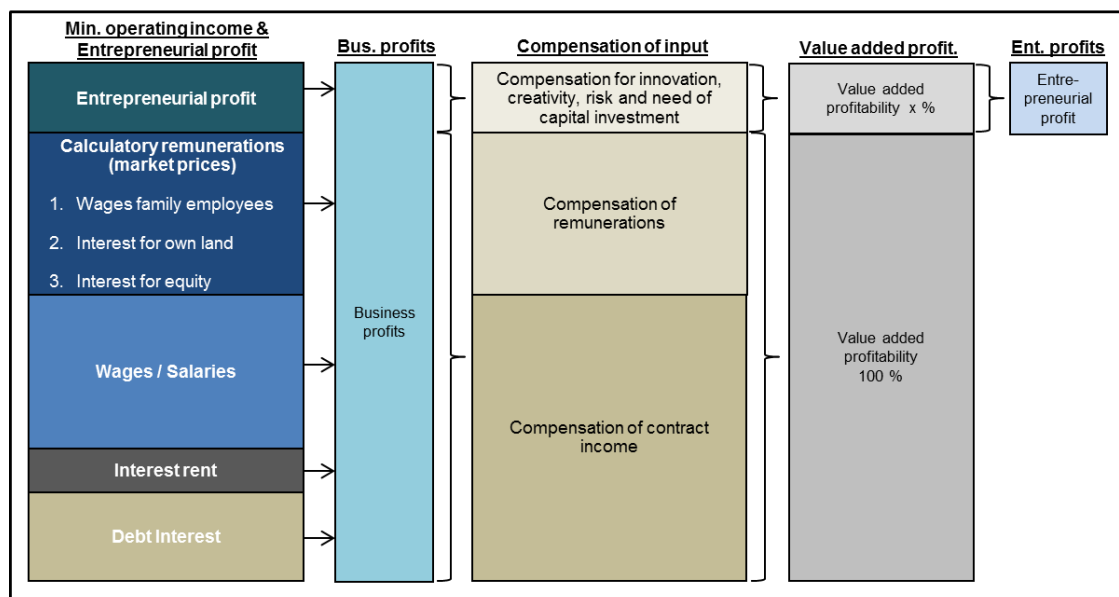 Min. operating income &
Entrepreneurial profit
Bus. profits
Compensation of input
Value added profit.
Ent. profits
Entrepreneurial profit
Calculatory remunerations
(market prices)
1. Wages family employees
2. Interest for own land
3. Interest for equity
Wages / Salaries
Interest rent
Debt Interest
Business
profits
Compensation for innovation,
creativity, risk and need of
capital investment
Compensation of
remunerations
Compensation of contract
income
Value added
profitability x %
Value added
profitability
100 %
Entre-
preneurial
profit